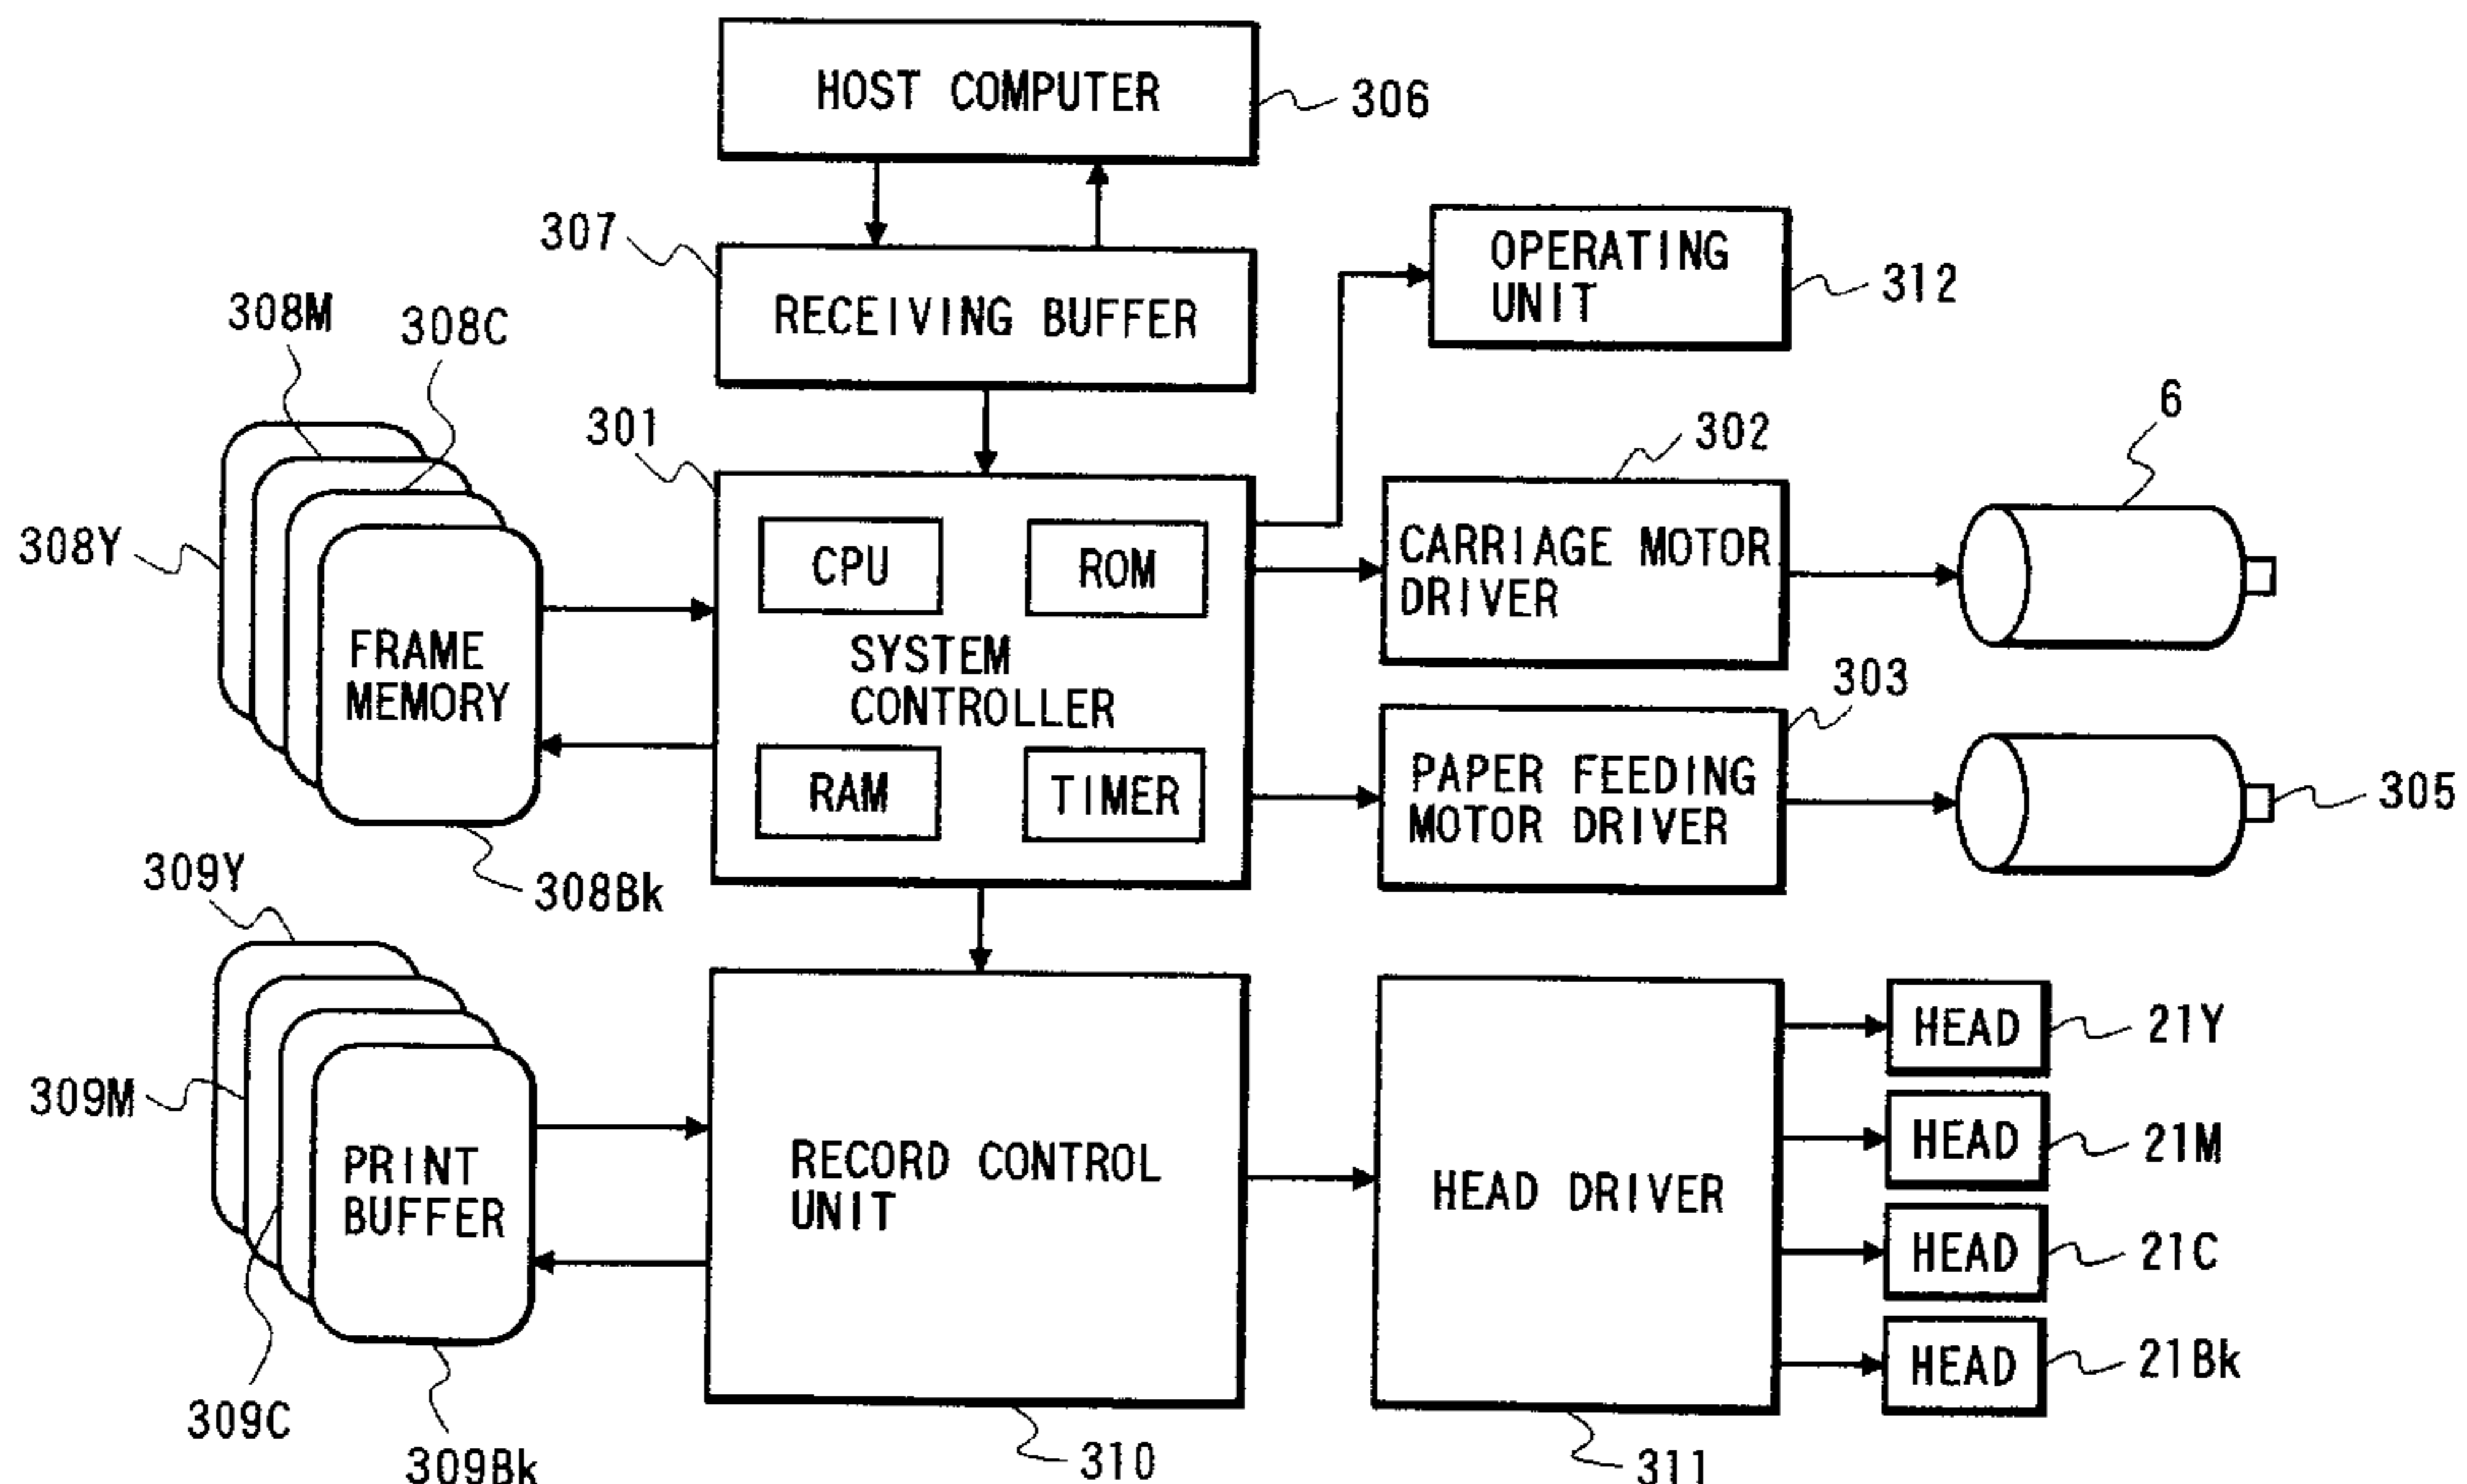 HOST COMPUTER
306
307
RECEIVING BUFFER
OPERATING
UNIT
312
308M
308C
308Y
FRAME
MEMORY
308Bk
301
CPU
ROM
SYSTEM
CONTROLLER
RAM
TIMER
302
CARRIAGE MOTOR
DRIVER
6
303
PAPER FEEDING
MOTOR DRIVER
305
309Y
309M
PRINT
BUFFER
309C
309Bk
RECORD CONTROL
UNIT
310
HEAD DRIVER
311
HEAD
21Y
HEAD
21M
HEAD
21C
HEAD
21Bk